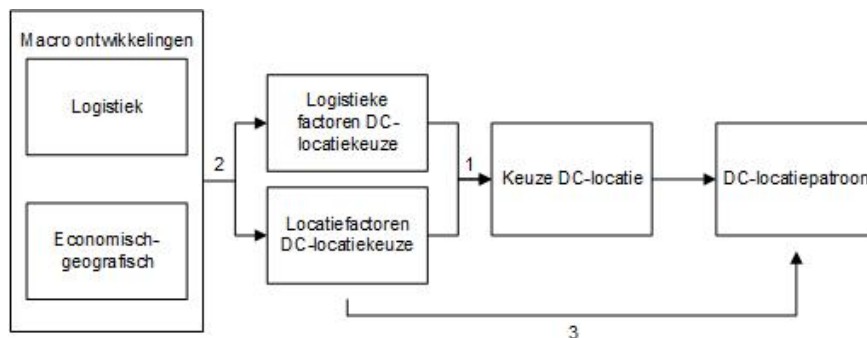 Macro ontwikkelingen
Logistiek
Economisch-
geografisch
2
Logistieke
factoren DC-
locatiekeuze
Locatiefactoren
DC-locatiekeuze
1
Keuze DC-locatie
DC-locatiepatroon
3